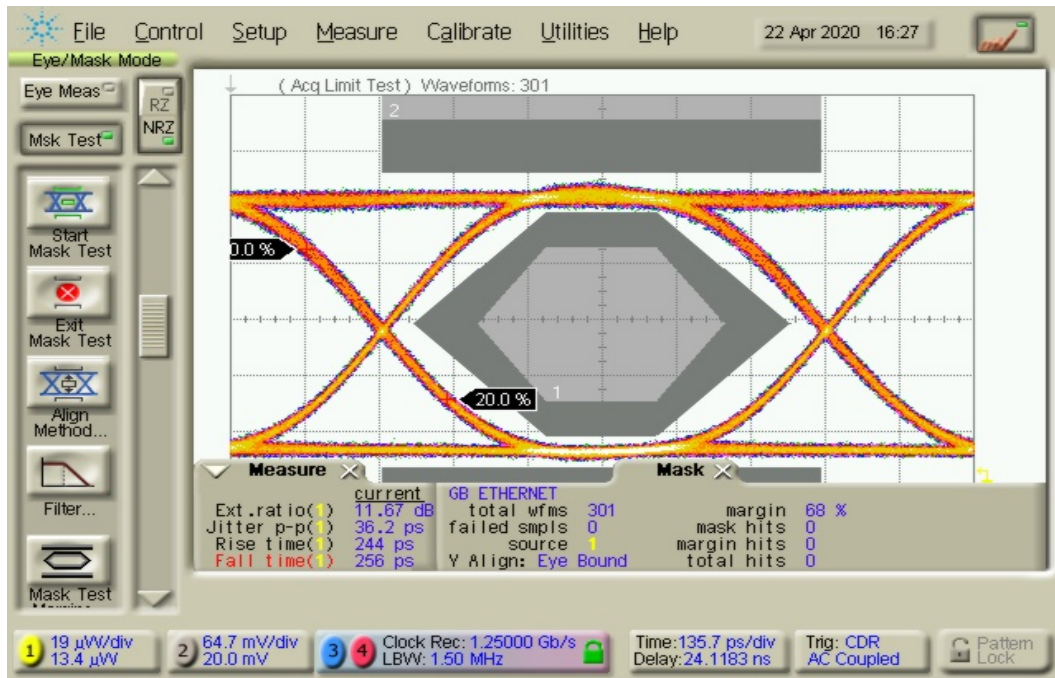 File Control Setup Measure Calibrate Utilities Help 22 Apr 2020 16:27
Eye/Mask Mode
Eye Meas
RZ
NRZ
Msk Test
Start
Mask Test
Exit
Mask Test
Align
Method...
Filter...
Mask Test
( Acq Limit Test ) Waveforms: 301
2
0.0 %
20.0 %
1
Measure
current
Ext.ratio(1) 11.67 dB
Jitter p-p(1) 36.2 ps
Rise time(1) 244 ps
Fall time(1) 256 ps
Mask
GB ETHERNET
total wfms 301 margin 68 %
failed smpls 0 mask hits 0
source 1 margin hits 0
Y Align: Eye Bound total hits 0
1 19 µW/div
13.4 µW
2 64.7 mV/div
20.0 mV
3 4 Clock Rec: 1.25000 Gb/s
LBW: 1.50 MHz
Time:135.7 ps/div
Delay:24.1183 ns
Trig: CDR
AC Coupled
Pattern
Lock